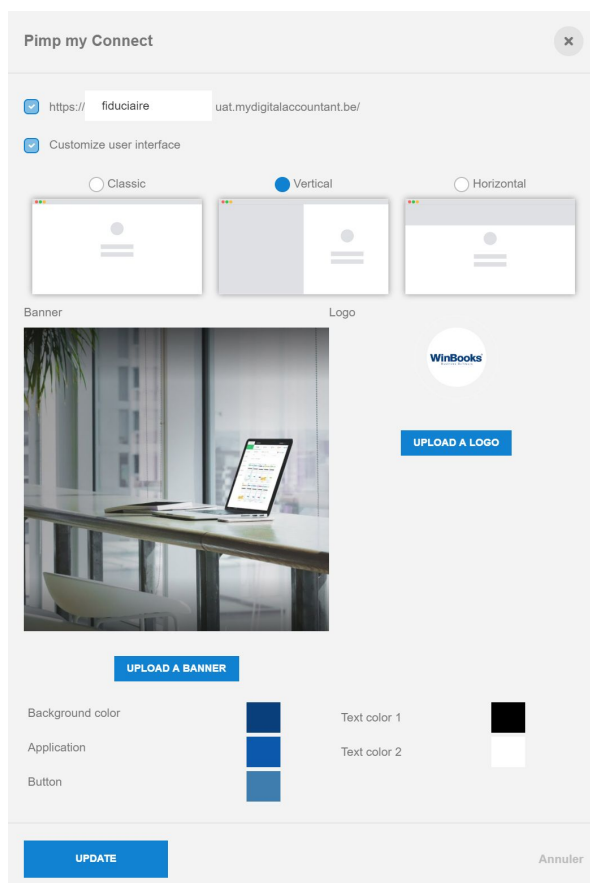 Pimp my Connect
https:// fiduciaire uat.mydigitalaccountant.be/
Customize user interface
Classic Vertical Horizontal
Banner Logo
WinBooks
UPLOAD A LOGO
UPLOAD A BANNER
Background color Text color 1
Application Text color 2
Button
UPDATE Annuler